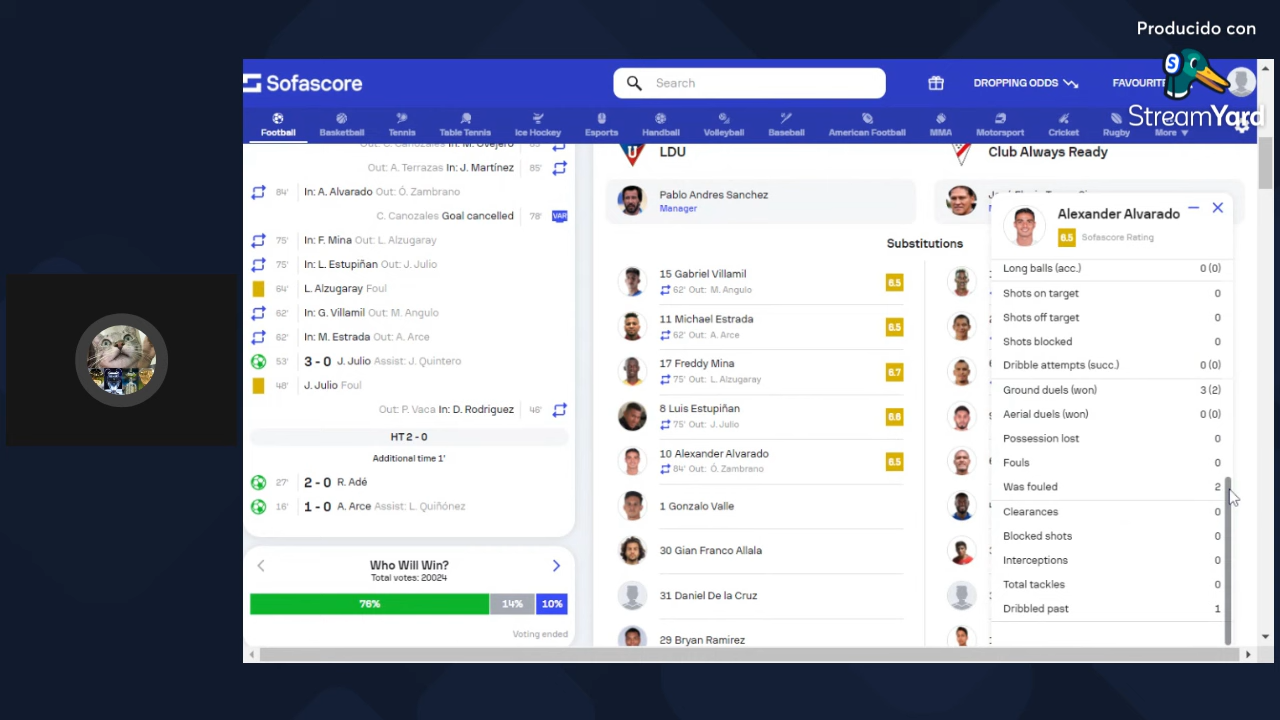 Producido con
StreamYard
Sofascore
Search
DROPPING ODDS
FAVOURIT
Football
Basketball
Tennis
Table Tennis
Ice Hockey
Esports
Handball
Volleyball
Baseball
American Football
MMA
Motorsport
Cricket
Rugby
More
Out: C. Canozales In: M. Ovejero 85'
Out: A. Terrazas In: J. Martínez 85'
84' In: A. Alvarado Out: Ó. Zambrano
C. Canozales Goal cancelled 78' VAR
75' In: F. Mina Out: L. Alzugaray
75' In: L. Estupiñan Out: J. Julio
64' L. Alzugaray Foul
62' In: G. Villamil Out: M. Angulo
62' In: M. Estrada Out: A. Arce
53' 3 - 0 J. Julio Assist: J. Quintero
48' J. Julio Foul
Out: P. Vaca In: D. Rodriguez 46'
HT 2 - 0
Additional time 1'
27' 2 - 0 R. Adé
16' 1 - 0 A. Arce Assist: L. Quiñónez
Who Will Win?
Total votes: 20024
76% 14% 10%
Voting ended
LDU
Club Always Ready
Pablo Andres Sanchez
Manager
Substitutions
15 Gabriel Villamil
62' Out: M. Angulo
6.5
11 Michael Estrada
62' Out: A. Arce
6.5
17 Freddy Mina
75' Out: L. Alzugaray
6.7
8 Luis Estupiñan
75' Out: J. Julio
6.6
10 Alexander Alvarado
84' Out: Ó. Zambrano
6.5
1 Gonzalo Valle
30 Gian Franco Allala
31 Daniel De la Cruz
29 Bryan Ramirez
Alexander Alvarado
6.5 Sofascore Rating
Long balls (acc.) 0 (0)
Shots on target 0
Shots off target 0
Shots blocked 0
Dribble attempts (succ.) 0 (0)
Ground duels (won) 3 (2)
Aerial duels (won) 0 (0)
Possession lost 0
Fouls 0
Was fouled 2
Clearances 0
Blocked shots 0
Interceptions 0
Total tackles 0
Dribbled past 1